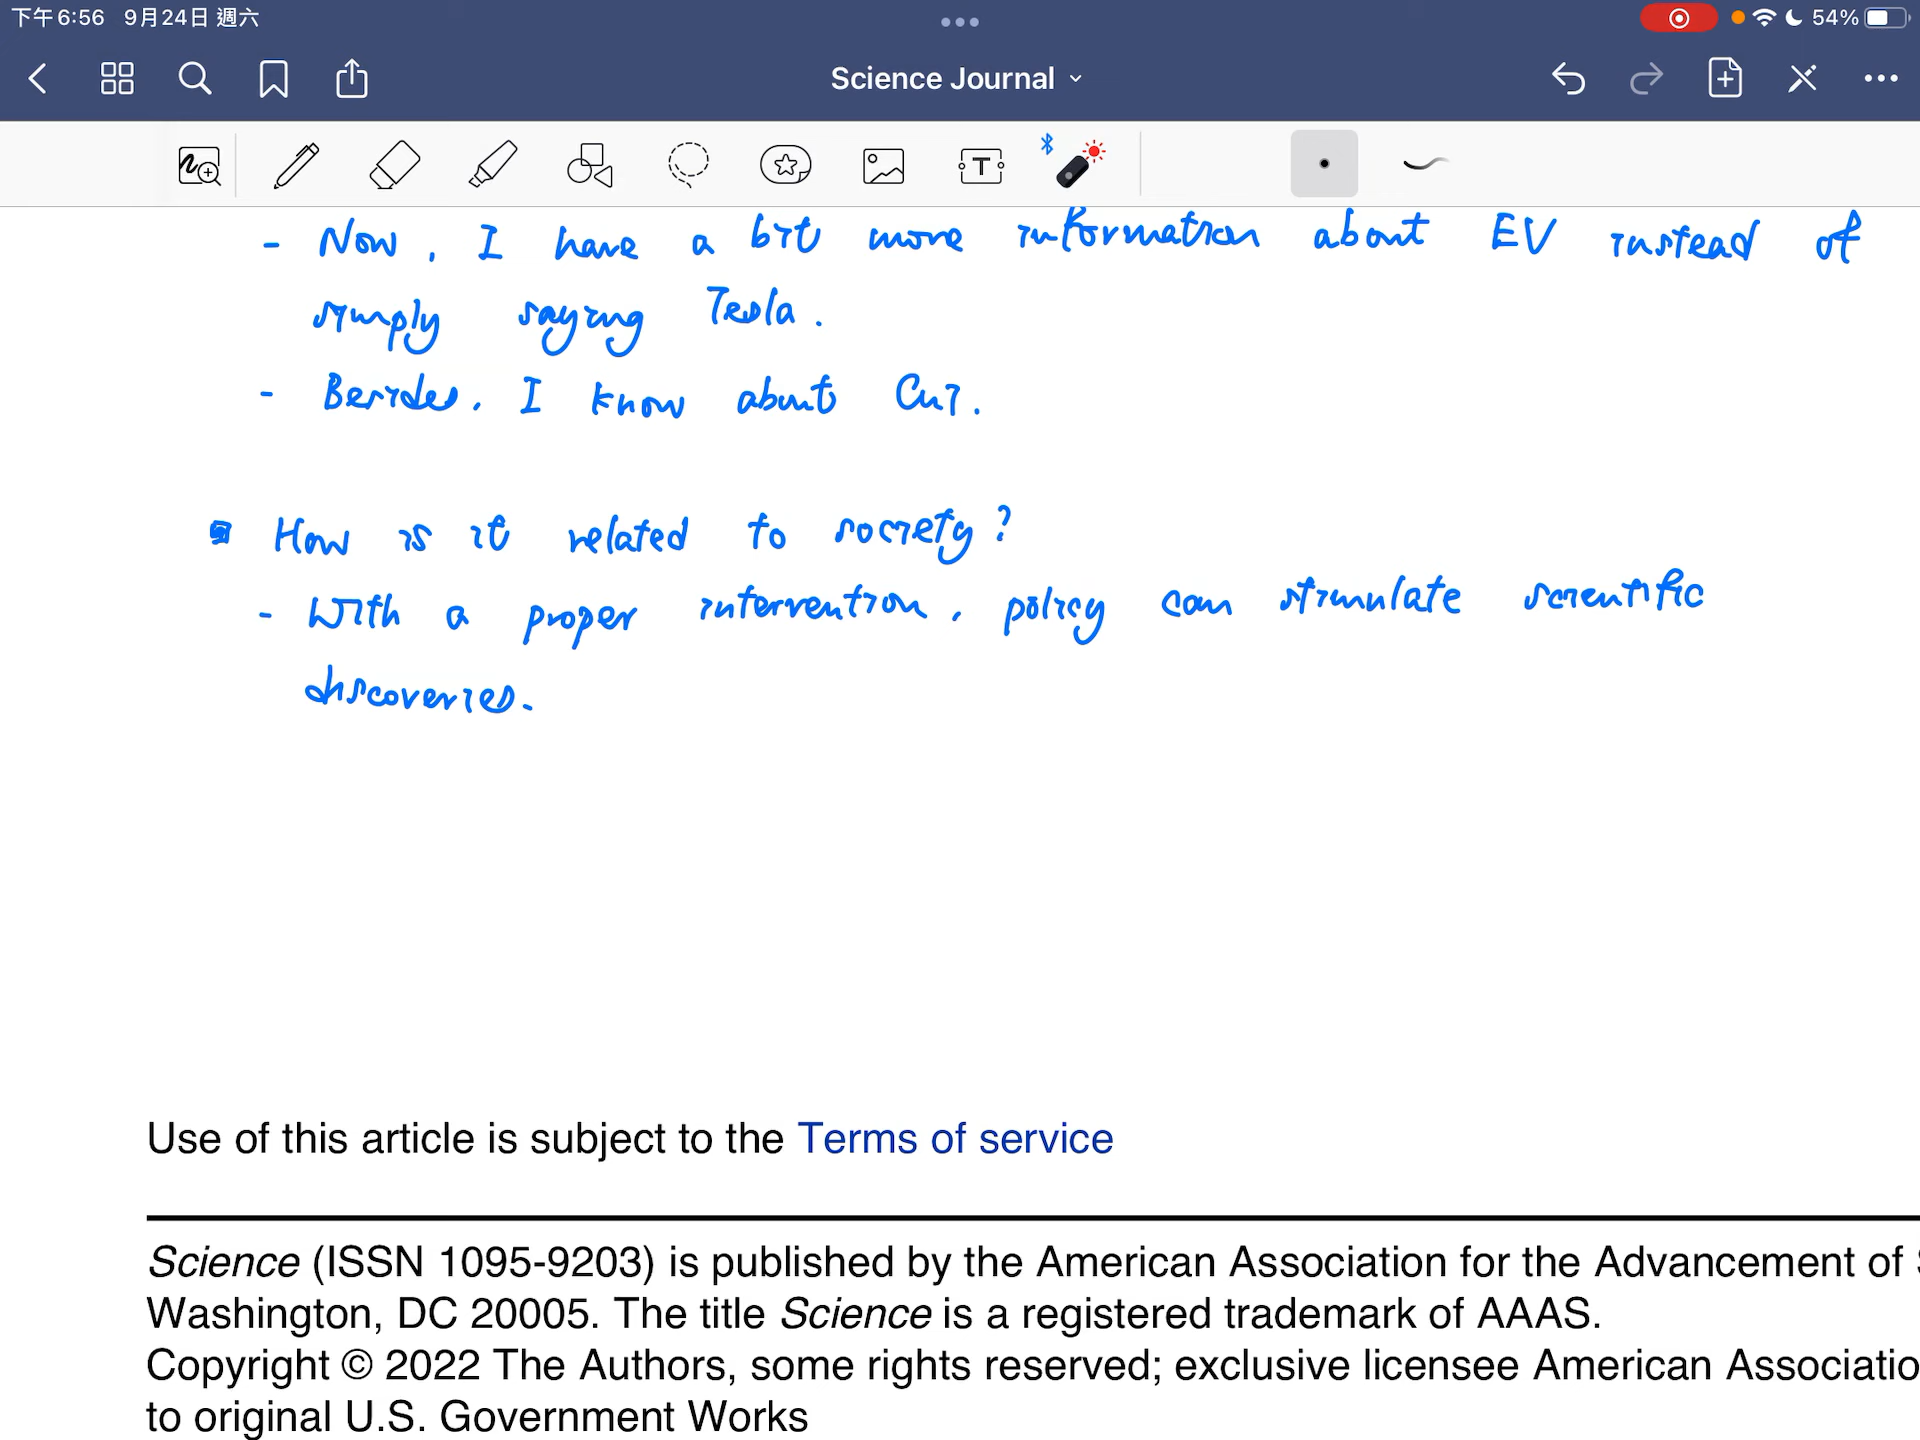 下午6:56 9月24日 週六
54%
Science Journal
T
- Now, I have a bit more information about EV instead of
simply saying Tesla.
- Besides, I know about
How is it related to society?
- With a proper intervention, policy can stimulate scientific
discoveries.
Use of this article is subject to the Terms of service
Science (ISSN 1095-9203) is published by the American Association for the Advancement of
Washington, DC 20005. The title Science is a registered trademark of AAAS.
Copyright © 2022 The Authors, some rights reserved; exclusive licensee American Associatio
to original U.S. Government Works